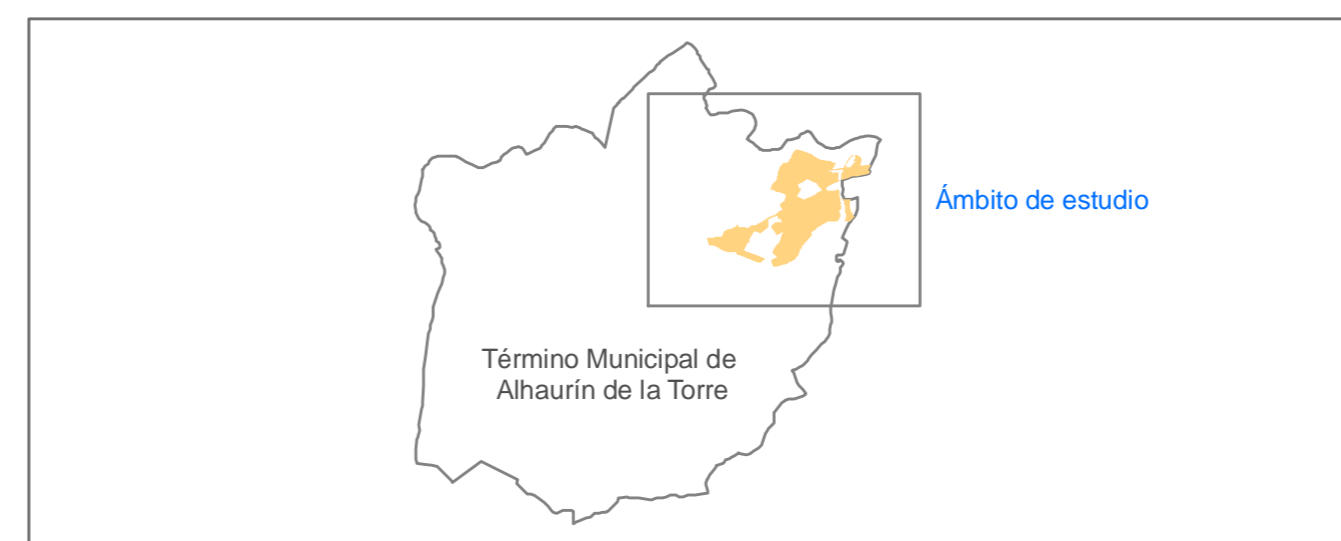 Ámbito de estudio
Término Municipal de
Alhaurín de la Torre